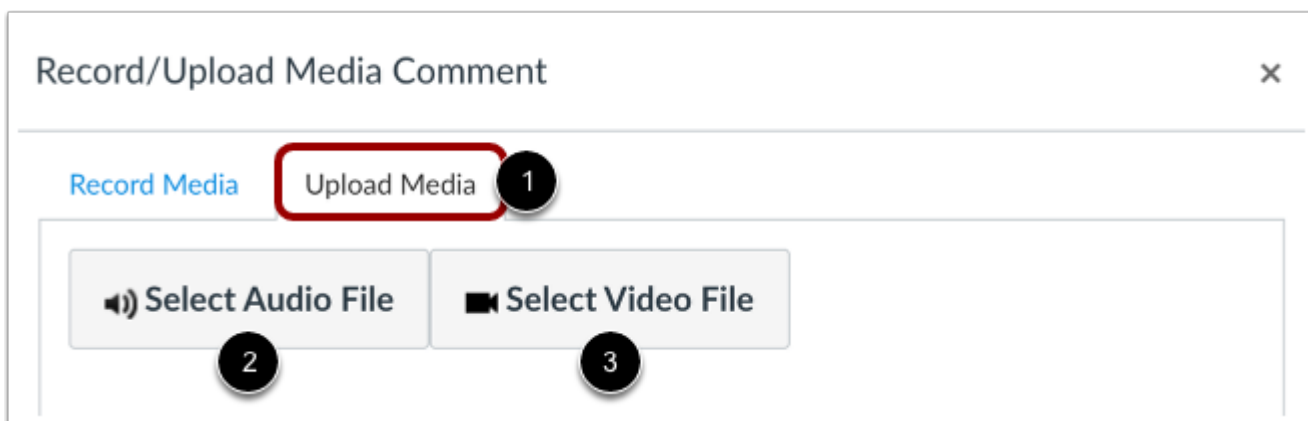 Record/Upload Media Comment ×
Record Media Upload Media 1
Select Audio File Select Video File
2 3